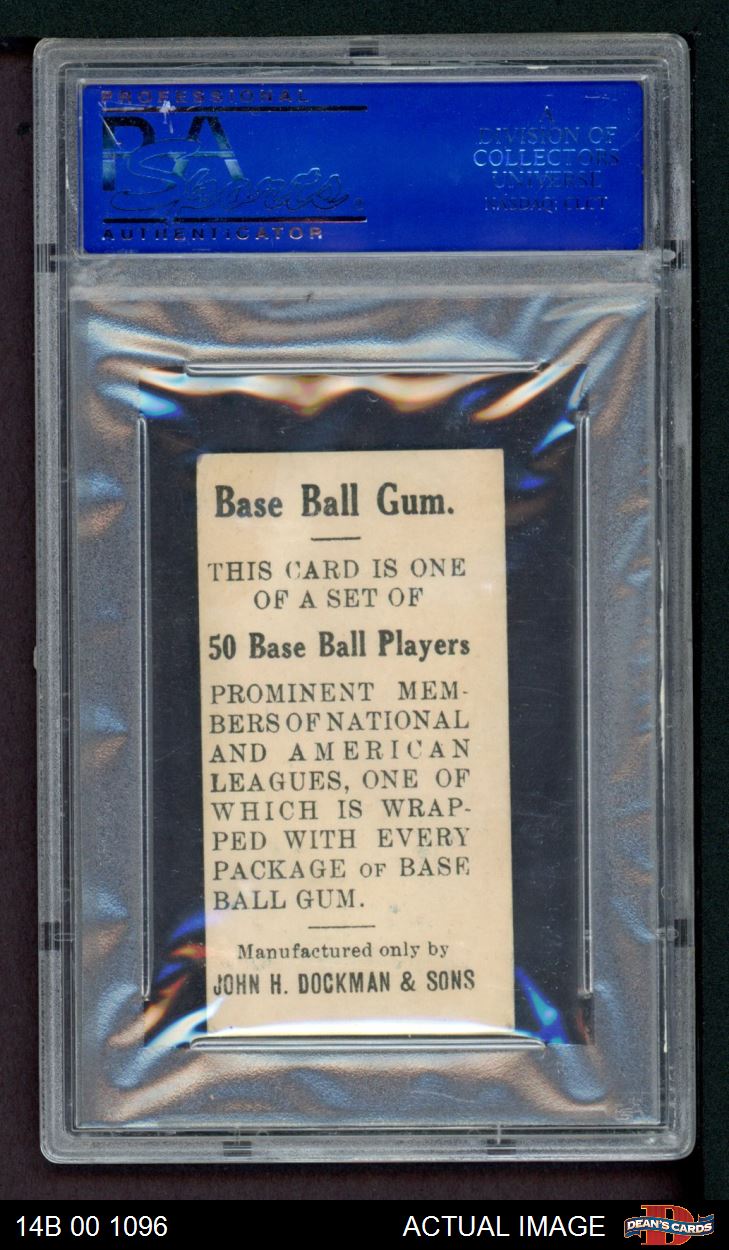 PROFESSIONAL
PSA
Sports
AUTHENTICATOR
A
DIVISION OF
COLLECTORS
UNIVERSE
NASDAQ: CLCT
Base Ball Gum.
THIS CARD IS ONE
OF A SET OF
50 Base Ball Players
PROMINENT MEM-
BERS OF NATIONAL
AND AMERICAN
LEAGUES, ONE OF
WHICH IS WRAP-
PED WITH EVERY
PACKAGE OF BASE
BALL GUM.
Manufactured only by
JOHN H. DOCKMAN & SONS
14B 00 1096
ACTUAL IMAGE
D
DEAN'S CARDS